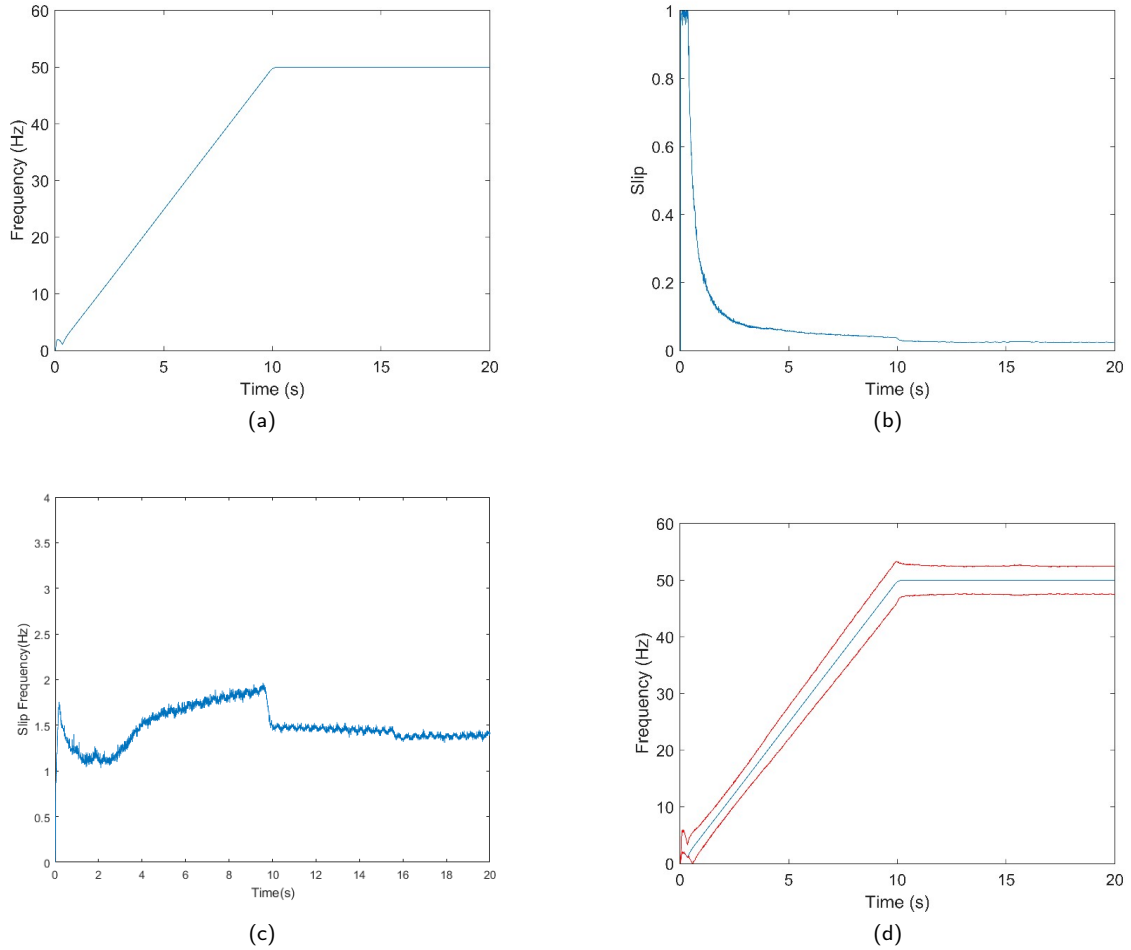 60
50
40
30
20
10
0
Frequency (Hz)
0 5 10 15 20
Time (s)
(a)
1
0.8
0.6
0.4
0.2
0
Slip
0 5 10 15 20
Time (s)
(b)
4
3.5
3
2.5
2
1.5
1
0.5
0
Slip Frequency(Hz)
0 2 4 6 8 10 12 14 16 18 20
Time(s)
(c)
60
50
40
30
20
10
0
Frequency (Hz)
0 5 10 15 20
Time (s)
(d)